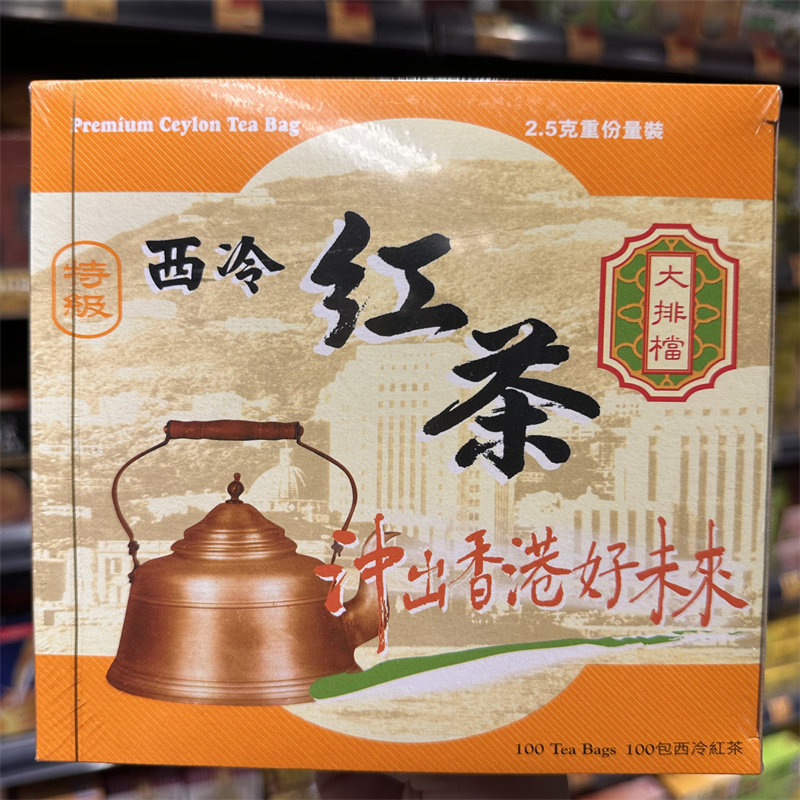 Premium Ceylon Tea Bag
2.5克重份量裝
特級
西冷
紅茶
大排檔
沖出香港好未來
100 Tea Bags 100包西冷紅茶